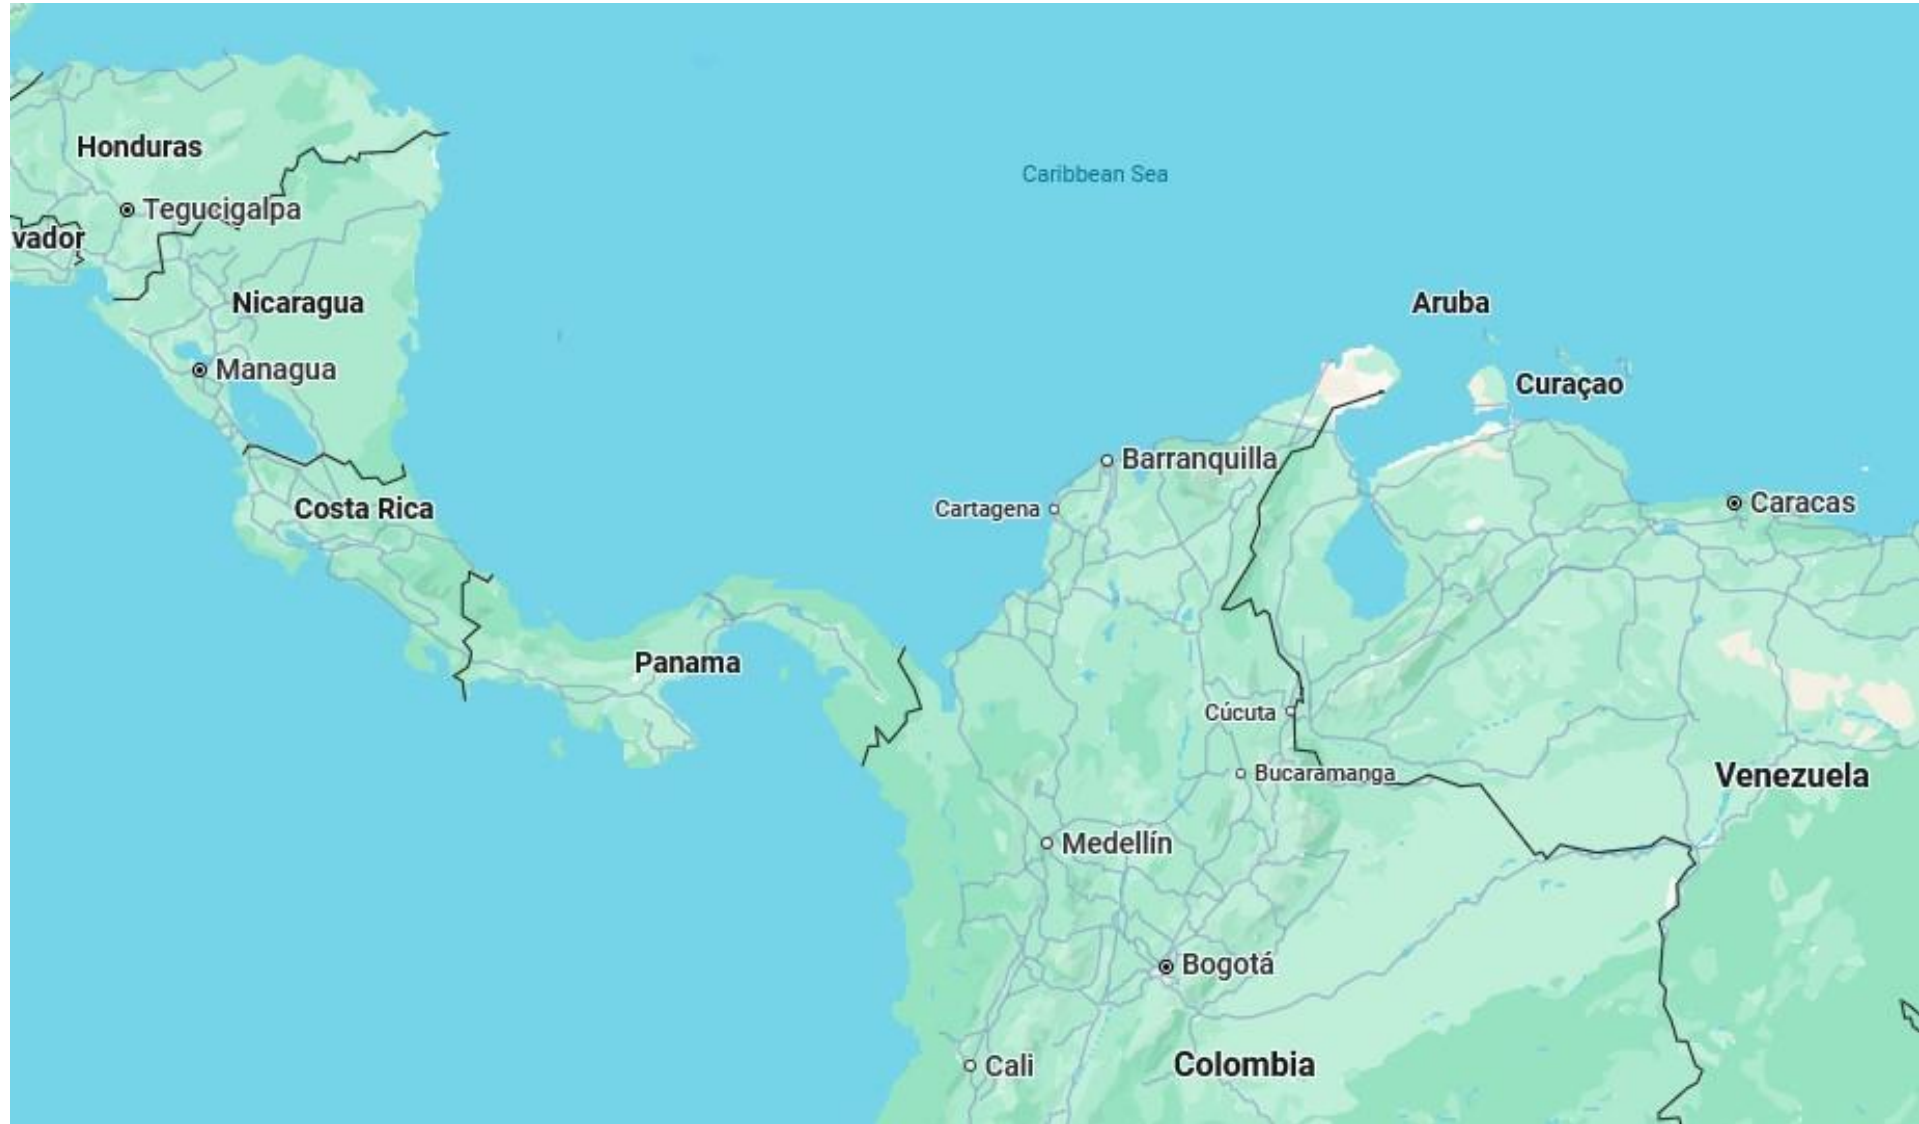 Honduras
Caribbean Sea
Tegucigalpa
vador
Nicaragua
Aruba
Managua
Curaçao
Barranquilla
Costa Rica
Cartagena
Caracas
Panama
Cúcuta
Bucaramanga
Venezuela
Medellín
Bogotá
Cali
Colombia